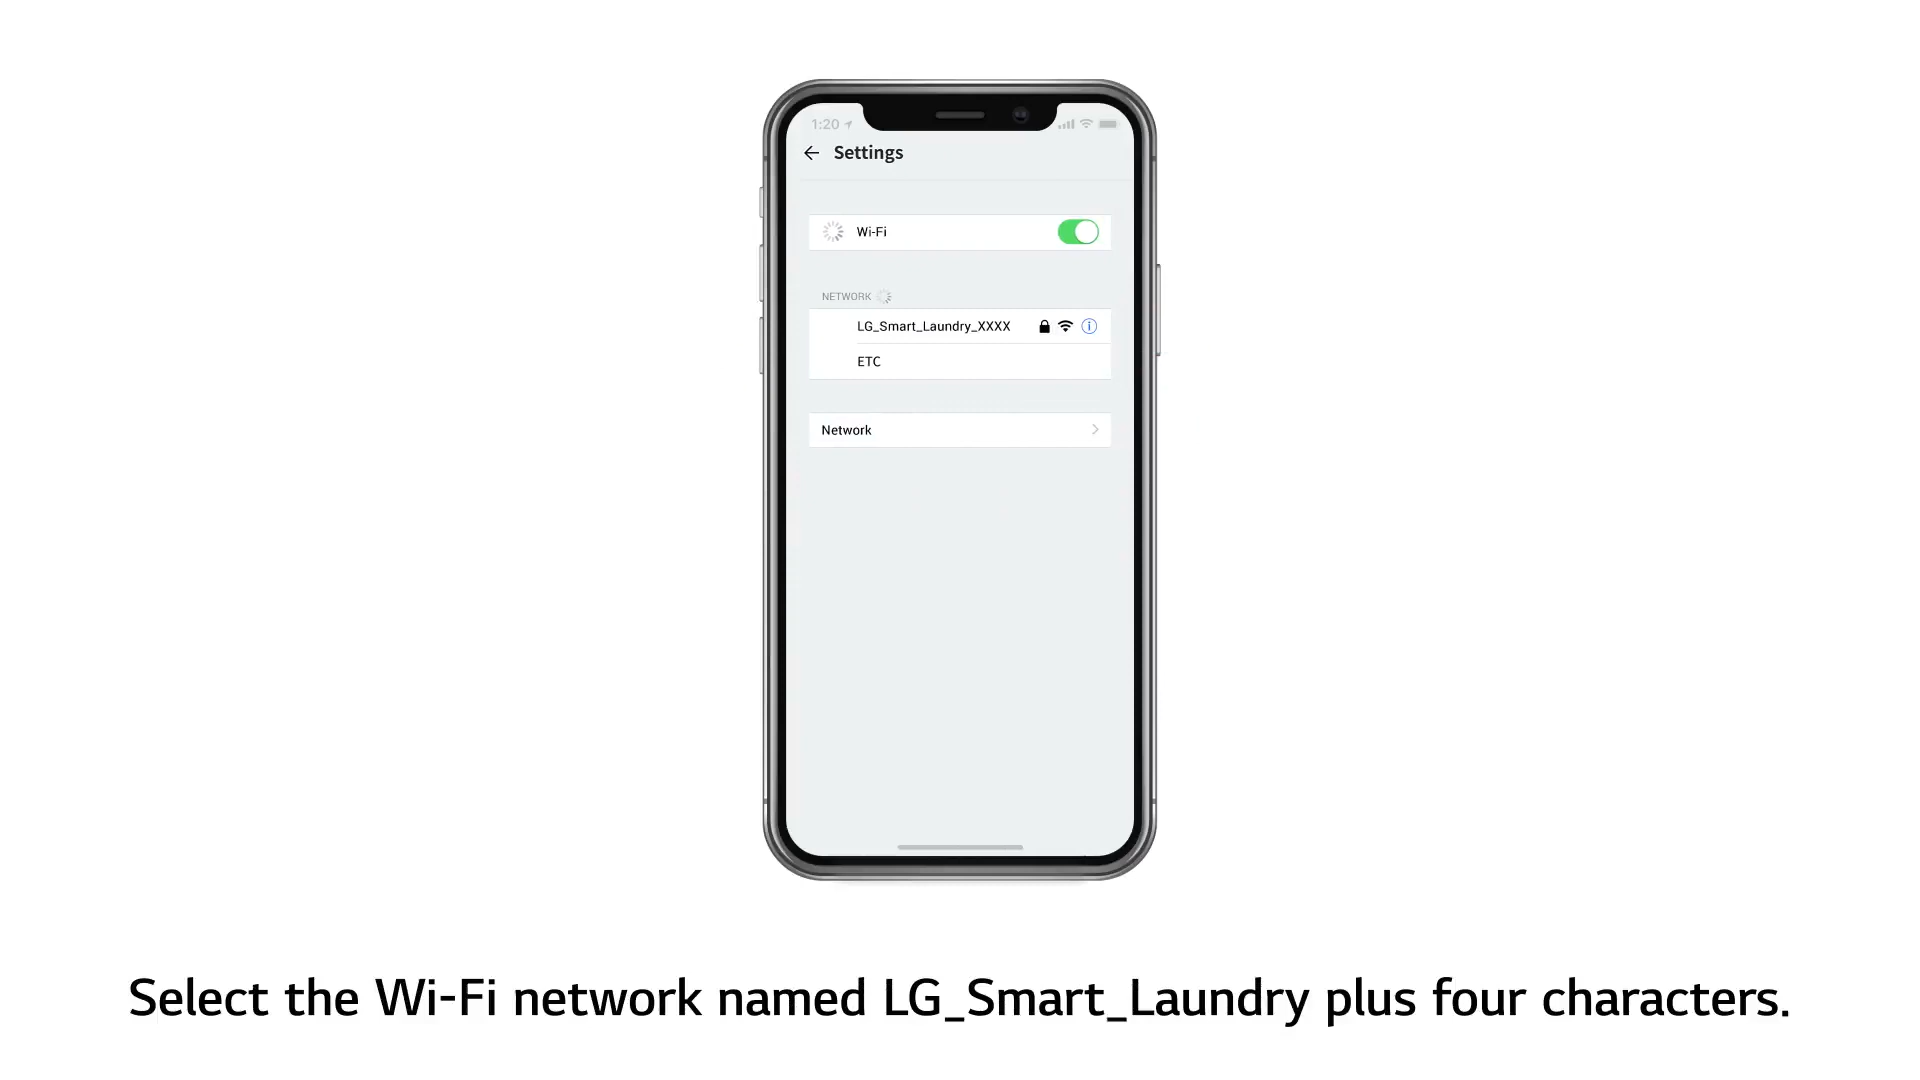 1:20
Settings
Wi-Fi
NETWORK
LG_Smart_Laundry_XXXX
ETC
Network
Select the Wi-Fi network named LG_Smart_Laundry plus four characters.